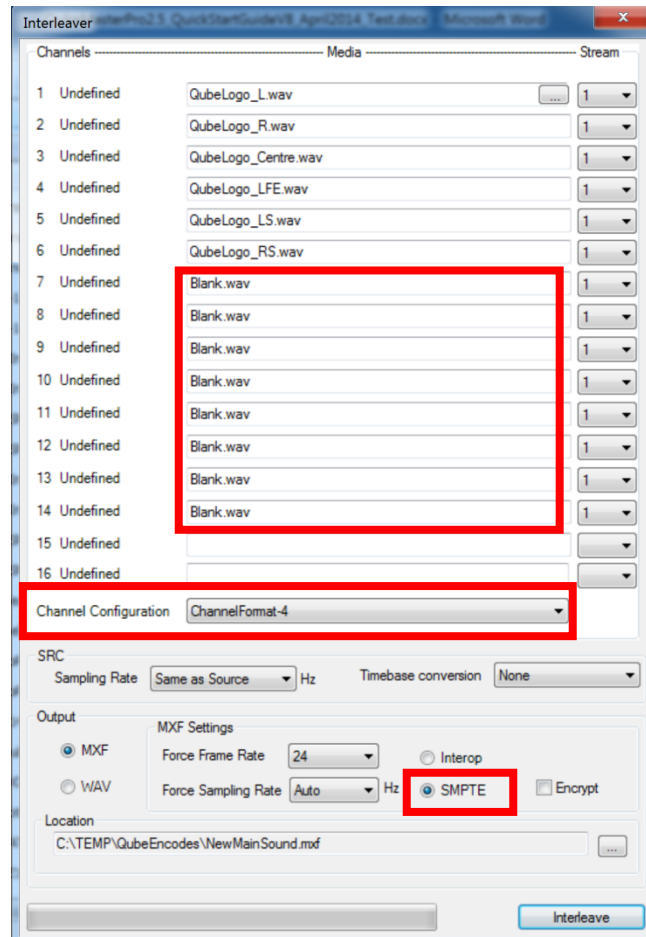 Interleaver
MasterPro2.5_QuickStartGuideV8_April2014_Test.docx - Microsoft Word
x
Channels Media Stream
1 Undefined QubeLogo_L.wav ... 1
2 Undefined QubeLogo_R.wav 1
3 Undefined QubeLogo_Centre.wav 1
4 Undefined QubeLogo_LFE.wav 1
5 Undefined QubeLogo_LS.wav 1
6 Undefined QubeLogo_RS.wav 1
7 Undefined Blank.wav 1
8 Undefined Blank.wav 1
9 Undefined Blank.wav 1
10 Undefined Blank.wav 1
11 Undefined Blank.wav 1
12 Undefined Blank.wav 1
13 Undefined Blank.wav 1
14 Undefined Blank.wav 1
15 Undefined
16 Undefined
Channel Configuration ChannelFormat-4
SRC
Sampling Rate Same as Source Hz Timebase conversion None
Output
MXF Settings
MXF Force Frame Rate 24 Interop
WAV Force Sampling Rate Auto Hz SMPTE Encrypt
Location
C:\TEMP\QubeEncodes\NewMainSound.mxf ...
Interleave